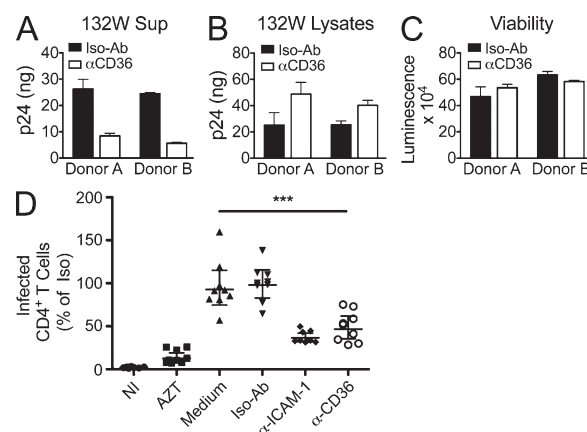 A 132W Sup
Iso-Ab
αCD36
p24 (ng)
40
30
20
10
0
Donor A Donor B
B 132W Lysates
Iso-Ab
αCD36
p24 (ng)
80
60
40
20
0
Donor A Donor B
C Viability
Iso-Ab
αCD36
Luminescence
x 10⁴
80
60
40
20
0
Donor A Donor B
D
***
Infected
CD4⁺ T Cells
(% of Iso)
200
150
100
50
0
NI
AZT
Medium
Iso-Ab
α-ICAM-1
α-CD36